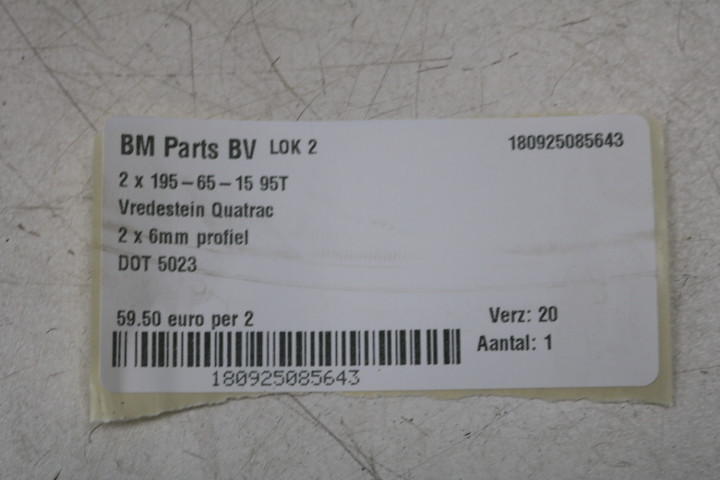 BM Parts BV LOK 2 180925085643
2 x 195-65-15 95T
Vredestein Quatrac
2 x 6mm profiel
DOT 5023
59.50 euro per 2 Verz: 20
Aantal: 1
180925085643